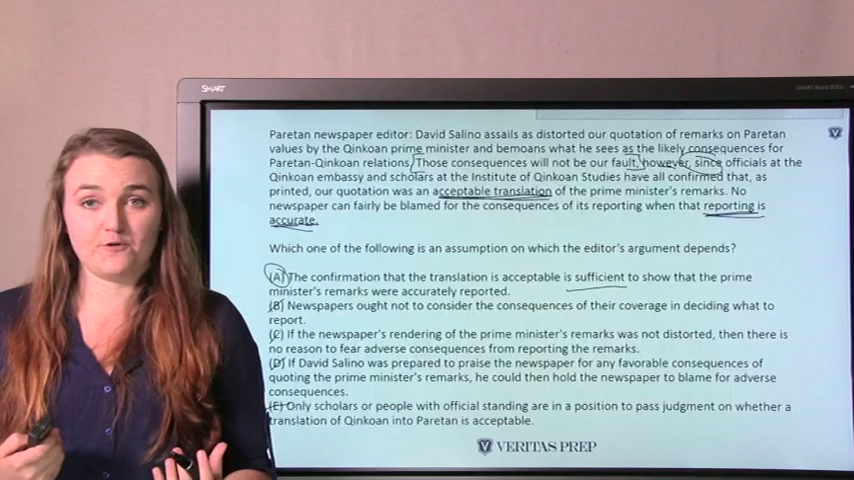 SMART
Paretan newspaper editor: David Salino assails as distorted our quotation of remarks on Paretan
values by the Qinkoan prime minister and bemoans what he sees as the likely consequences for
Paretan-Qinkoan relations. Those consequences will not be our fault, however, since officials at the
Qinkoan embassy and scholars at the Institute of Qinkoan Studies have all confirmed that, as
printed, our quotation was an acceptable translation of the prime minister's remarks. No
newspaper can fairly be blamed for the consequences of its reporting when that reporting is
accurate.
Which one of the following is an assumption on which the editor's argument depends?
(A) The confirmation that the translation is acceptable is sufficient to show that the prime
minister's remarks were accurately reported.
(B) Newspapers ought not to consider the consequences of their coverage in deciding what to
report.
(C) If the newspaper's rendering of the prime minister's remarks was not distorted, then there is
no reason to fear adverse consequences from reporting the remarks.
(D) If David Salino was prepared to praise the newspaper for any favorable consequences of
quoting the prime minister's remarks, he could then hold the newspaper to blame for adverse
consequences.
(E) Only scholars or people with official standing are in a position to pass judgment on whether a
translation of Qinkoan into Paretan is acceptable.
VERITAS PREP